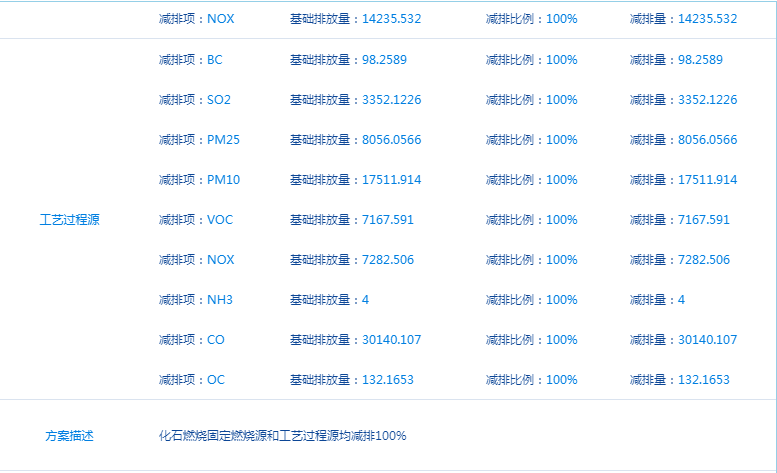 减排项：NOX 基础排放量：14235.532 减排比例：100% 减排量：14235.532
减排项：BC 基础排放量：98.2589 减排比例：100% 减排量：98.2589
减排项：SO2 基础排放量：3352.1226 减排比例：100% 减排量：3352.1226
减排项：PM25 基础排放量：8056.0566 减排比例：100% 减排量：8056.0566
减排项：PM10 基础排放量：17511.914 减排比例：100% 减排量：17511.914
工艺过程源 减排项：VOC 基础排放量：7167.591 减排比例：100% 减排量：7167.591
减排项：NOX 基础排放量：7282.506 减排比例：100% 减排量：7282.506
减排项：NH3 基础排放量：4 减排比例：100% 减排量：4
减排项：CO 基础排放量：30140.107 减排比例：100% 减排量：30140.107
减排项：OC 基础排放量：132.1653 减排比例：100% 减排量：132.1653
方案描述 化石燃烧固定燃烧源和工艺过程源均减排100%